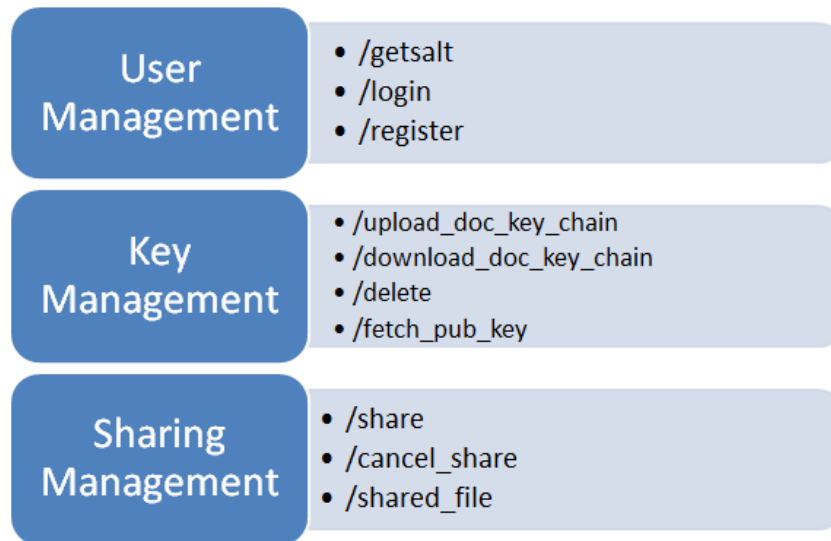 User
Management
• /getsalt
• /login
• /register
Key
Management
• /upload_doc_key_chain
• /download_doc_key_chain
• /delete
• /fetch_pub_key
Sharing
Management
• /share
• /cancel_share
• /shared_file